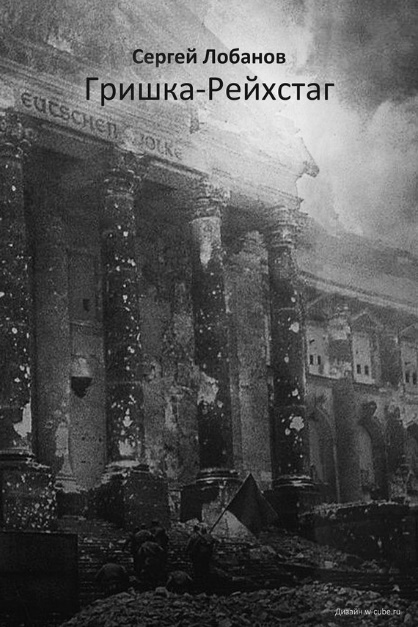 Сергей Лобанов
Гришка-Рейхстаг
EUTSCHEN VOLKE
Дизайн w-cube.ru